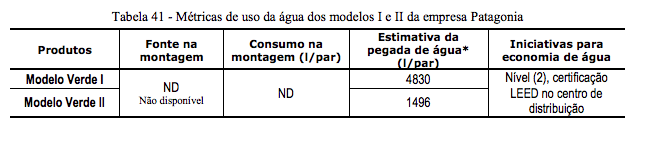 Tabela 41 - Métricas de uso da água dos modelos I e II da empresa Patagonia
Produtos
Fonte na
montagem
Consumo na
montagem (l/par)
Estimativa da
pegada de água*
(l/par)
Iniciativas para
economia de água
Modelo Verde I
ND
Não disponível
ND
4830
Nível (2), certificação
LEED no centro de
distribuição
Modelo Verde II
1496